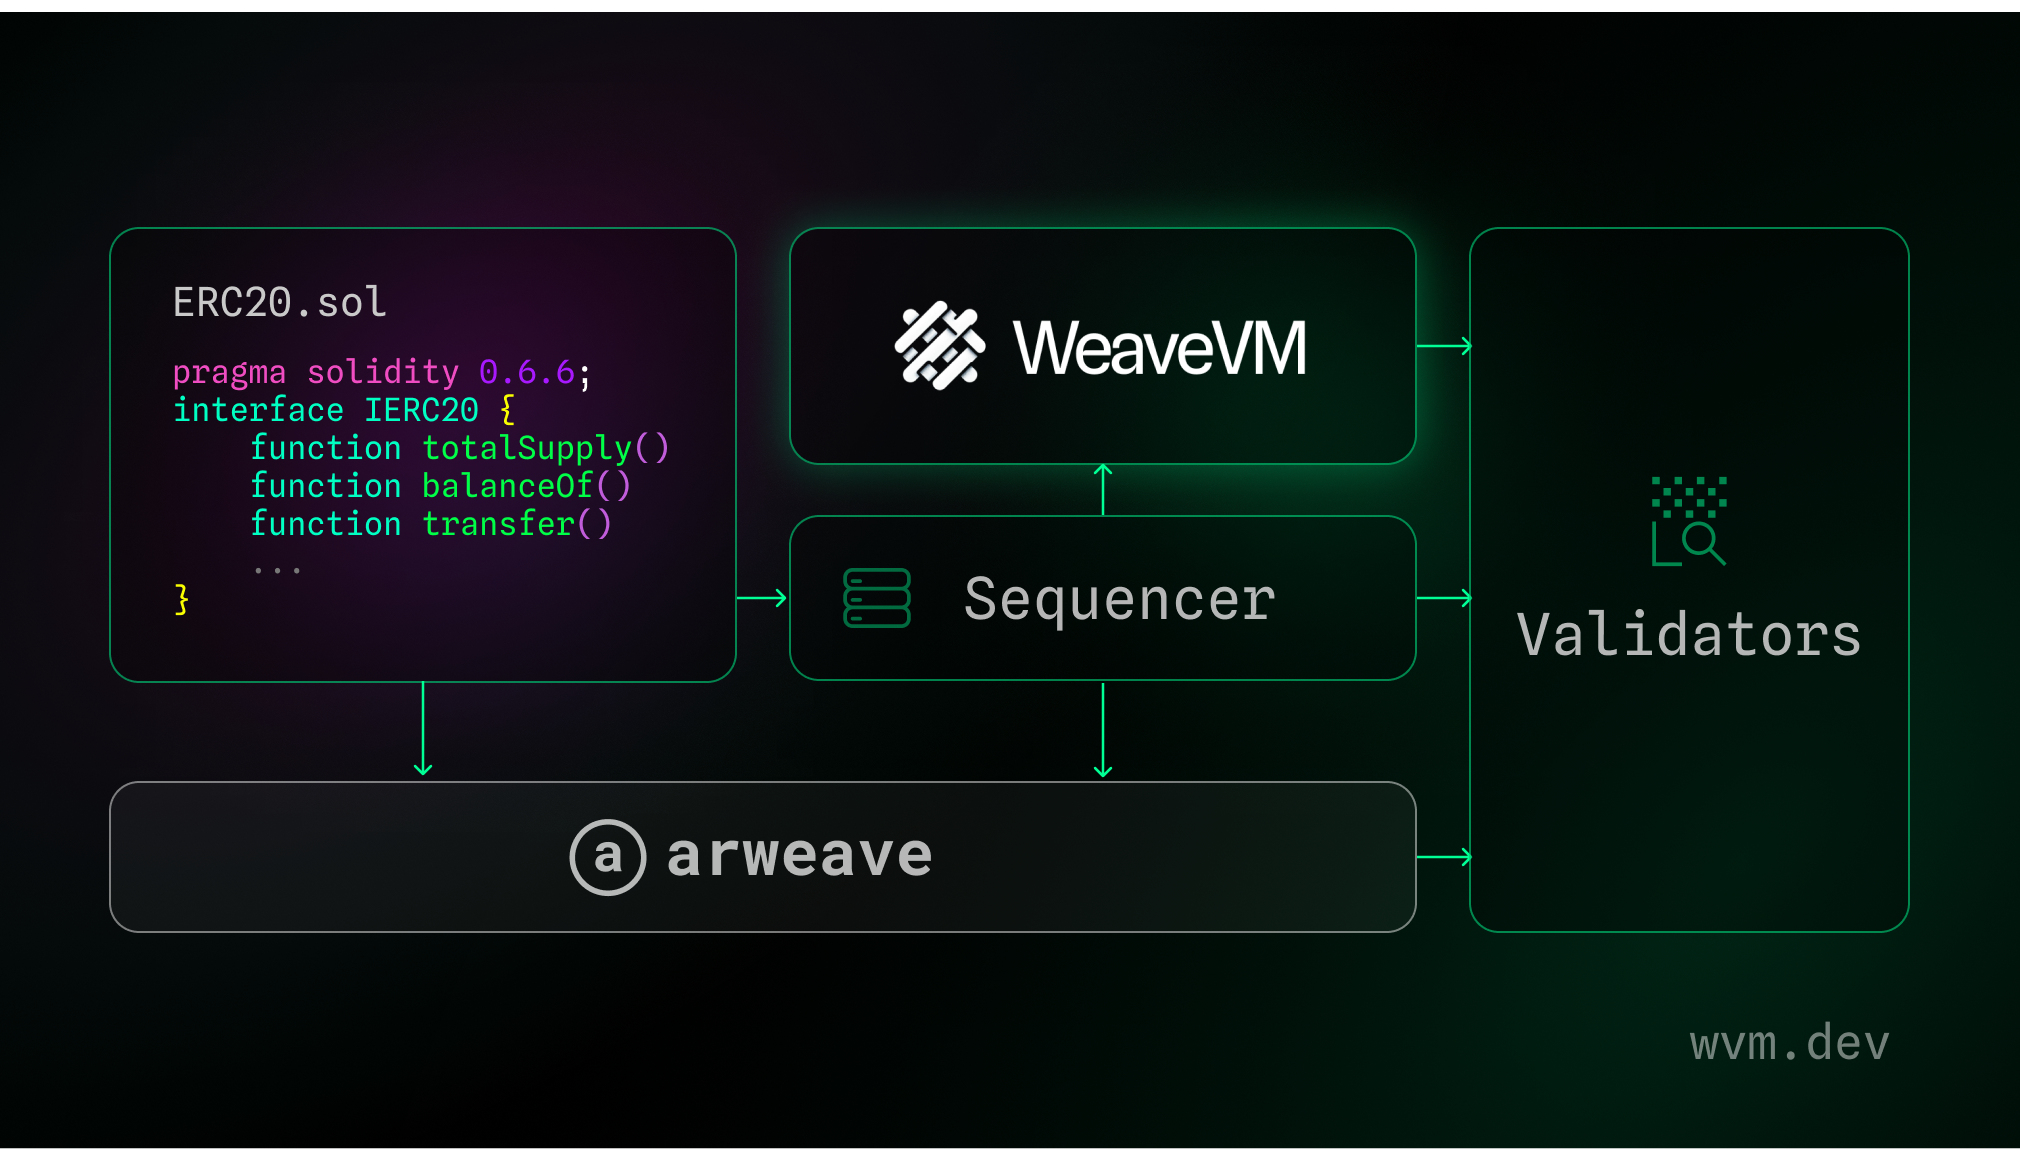 ERC20.sol
pragma solidity 0.6.6;
interface IERC20 {
function totalSupply()
function balanceOf()
function transfer()
...
}
WeaveVM
Sequencer
Validators
a arweave
wvm.dev